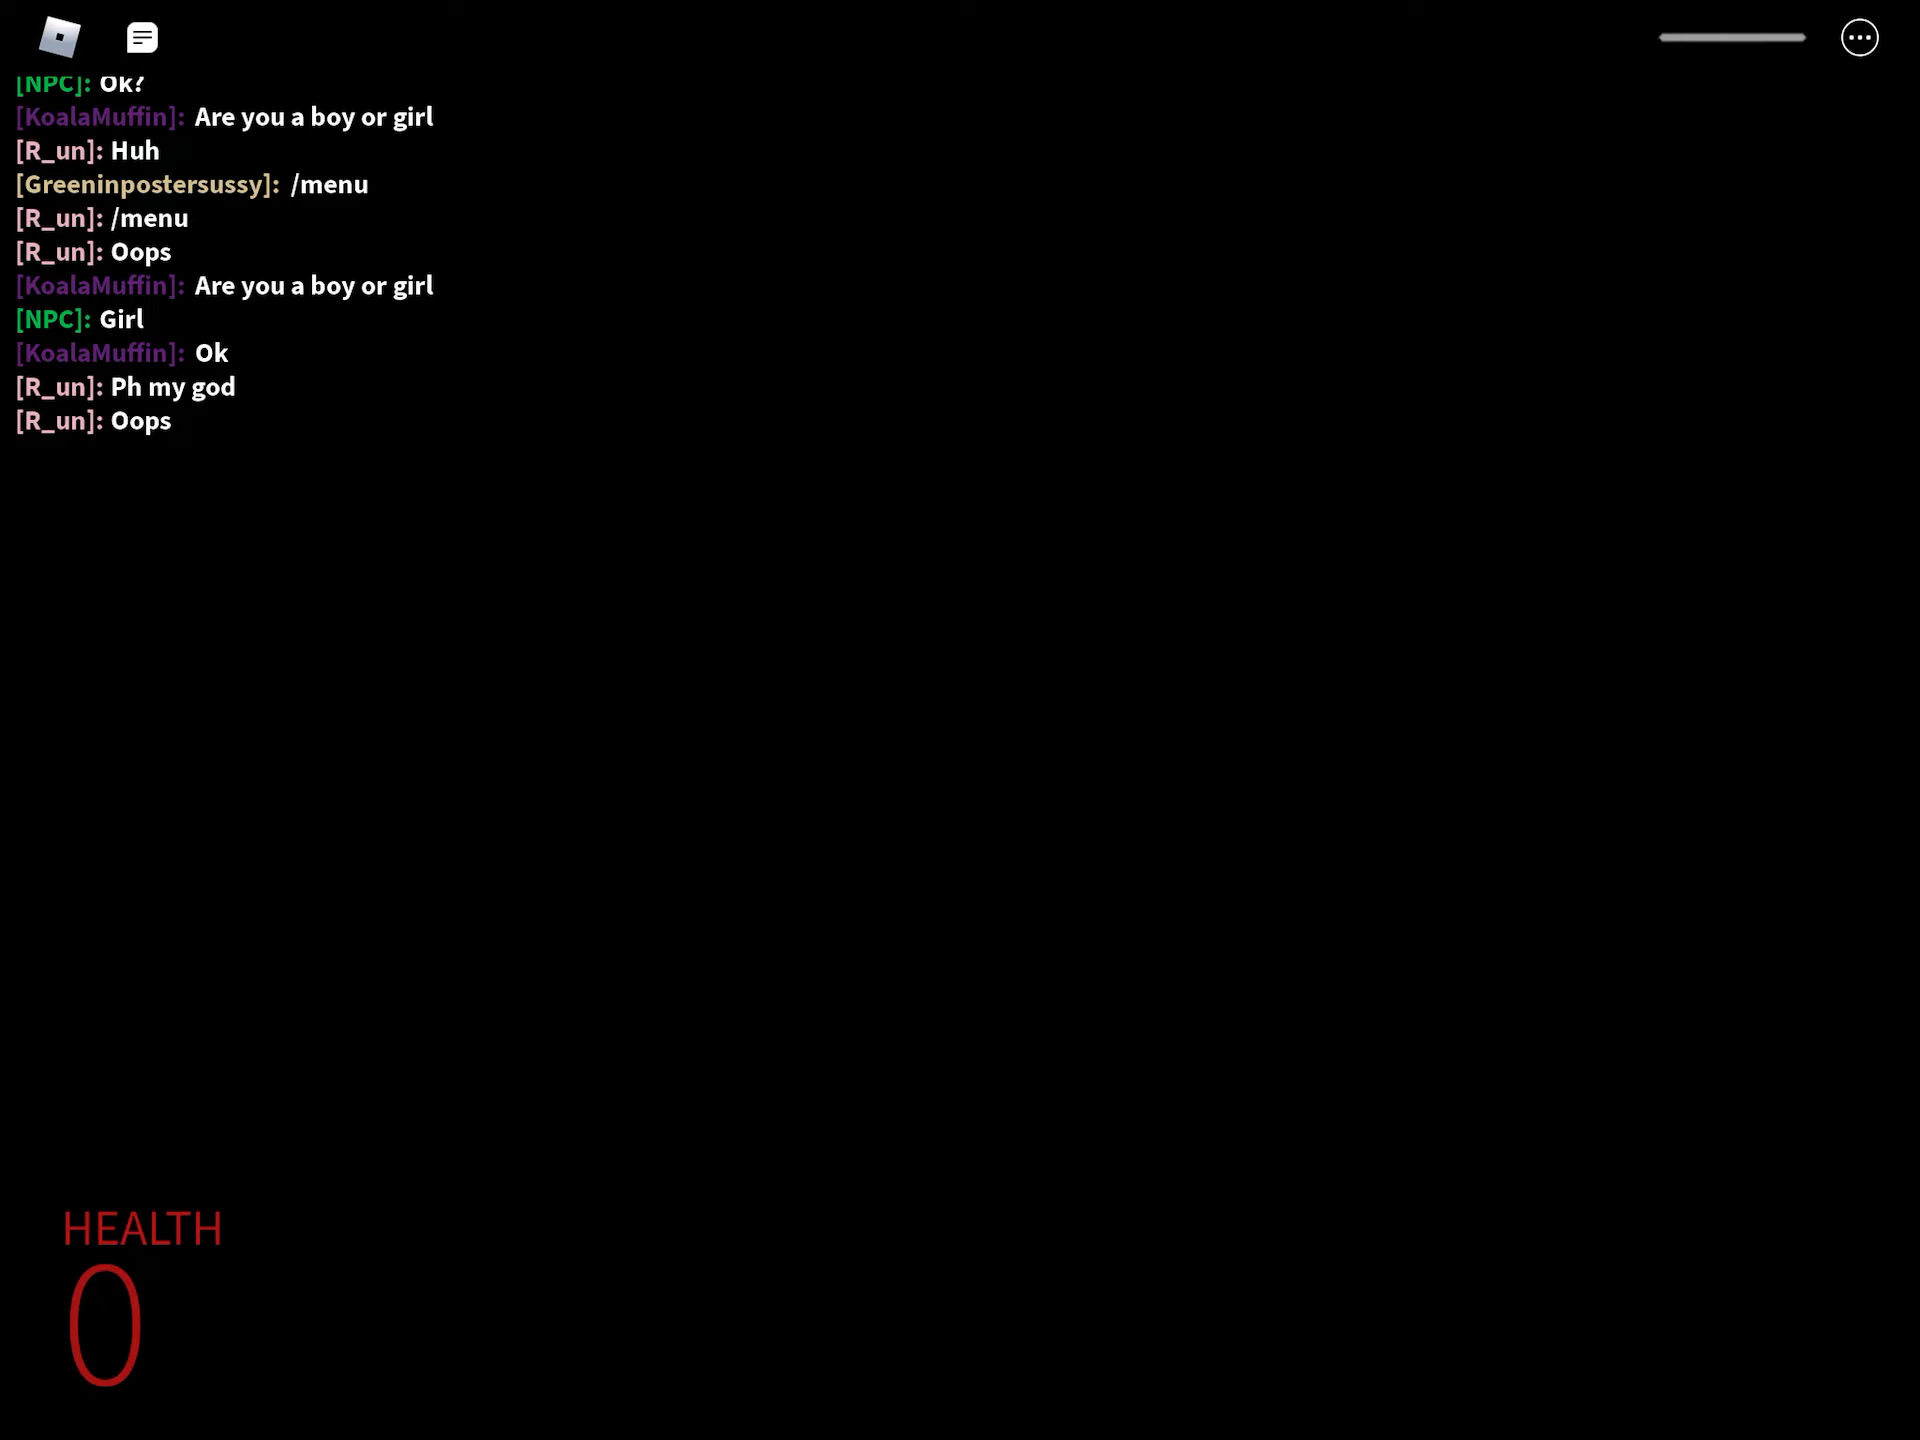 [NPC]: Ok?
[KoalaMuffin]: Are you a boy or girl
[R_un]: Huh
[Greeninpostersussy]: /menu
[R_un]: /menu
[R_un]: Oops
[KoalaMuffin]: Are you a boy or girl
[NPC]: Girl
[KoalaMuffin]: Ok
[R_un]: Ph my god
[R_un]: Oops
HEALTH
0